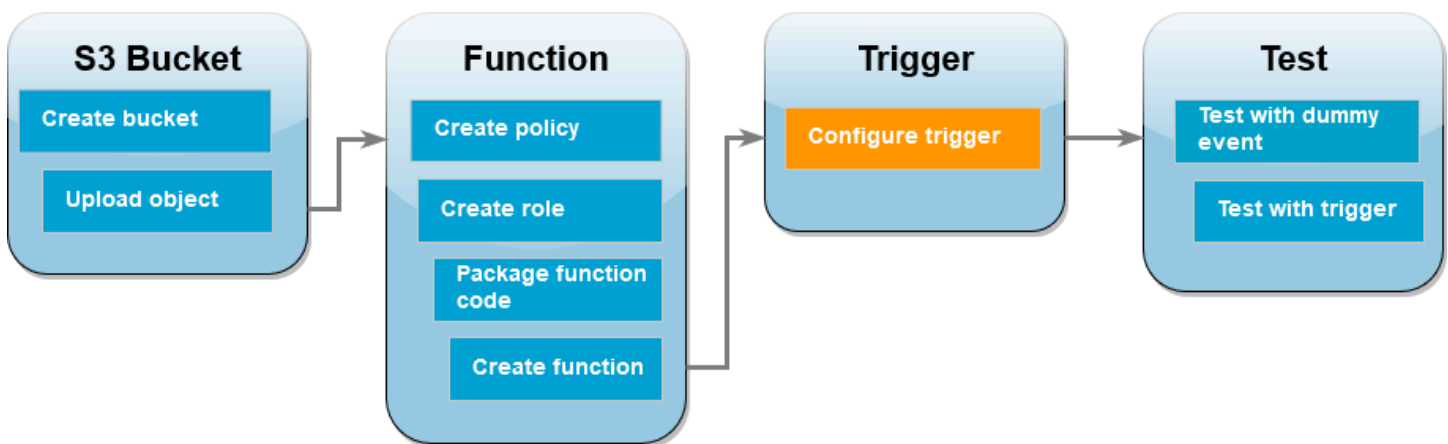 S3 Bucket
Create bucket
Upload object
Function
Create policy
Create role
Package function
code
Create function
Trigger
Configure trigger
Test
Test with dummy
event
Test with trigger